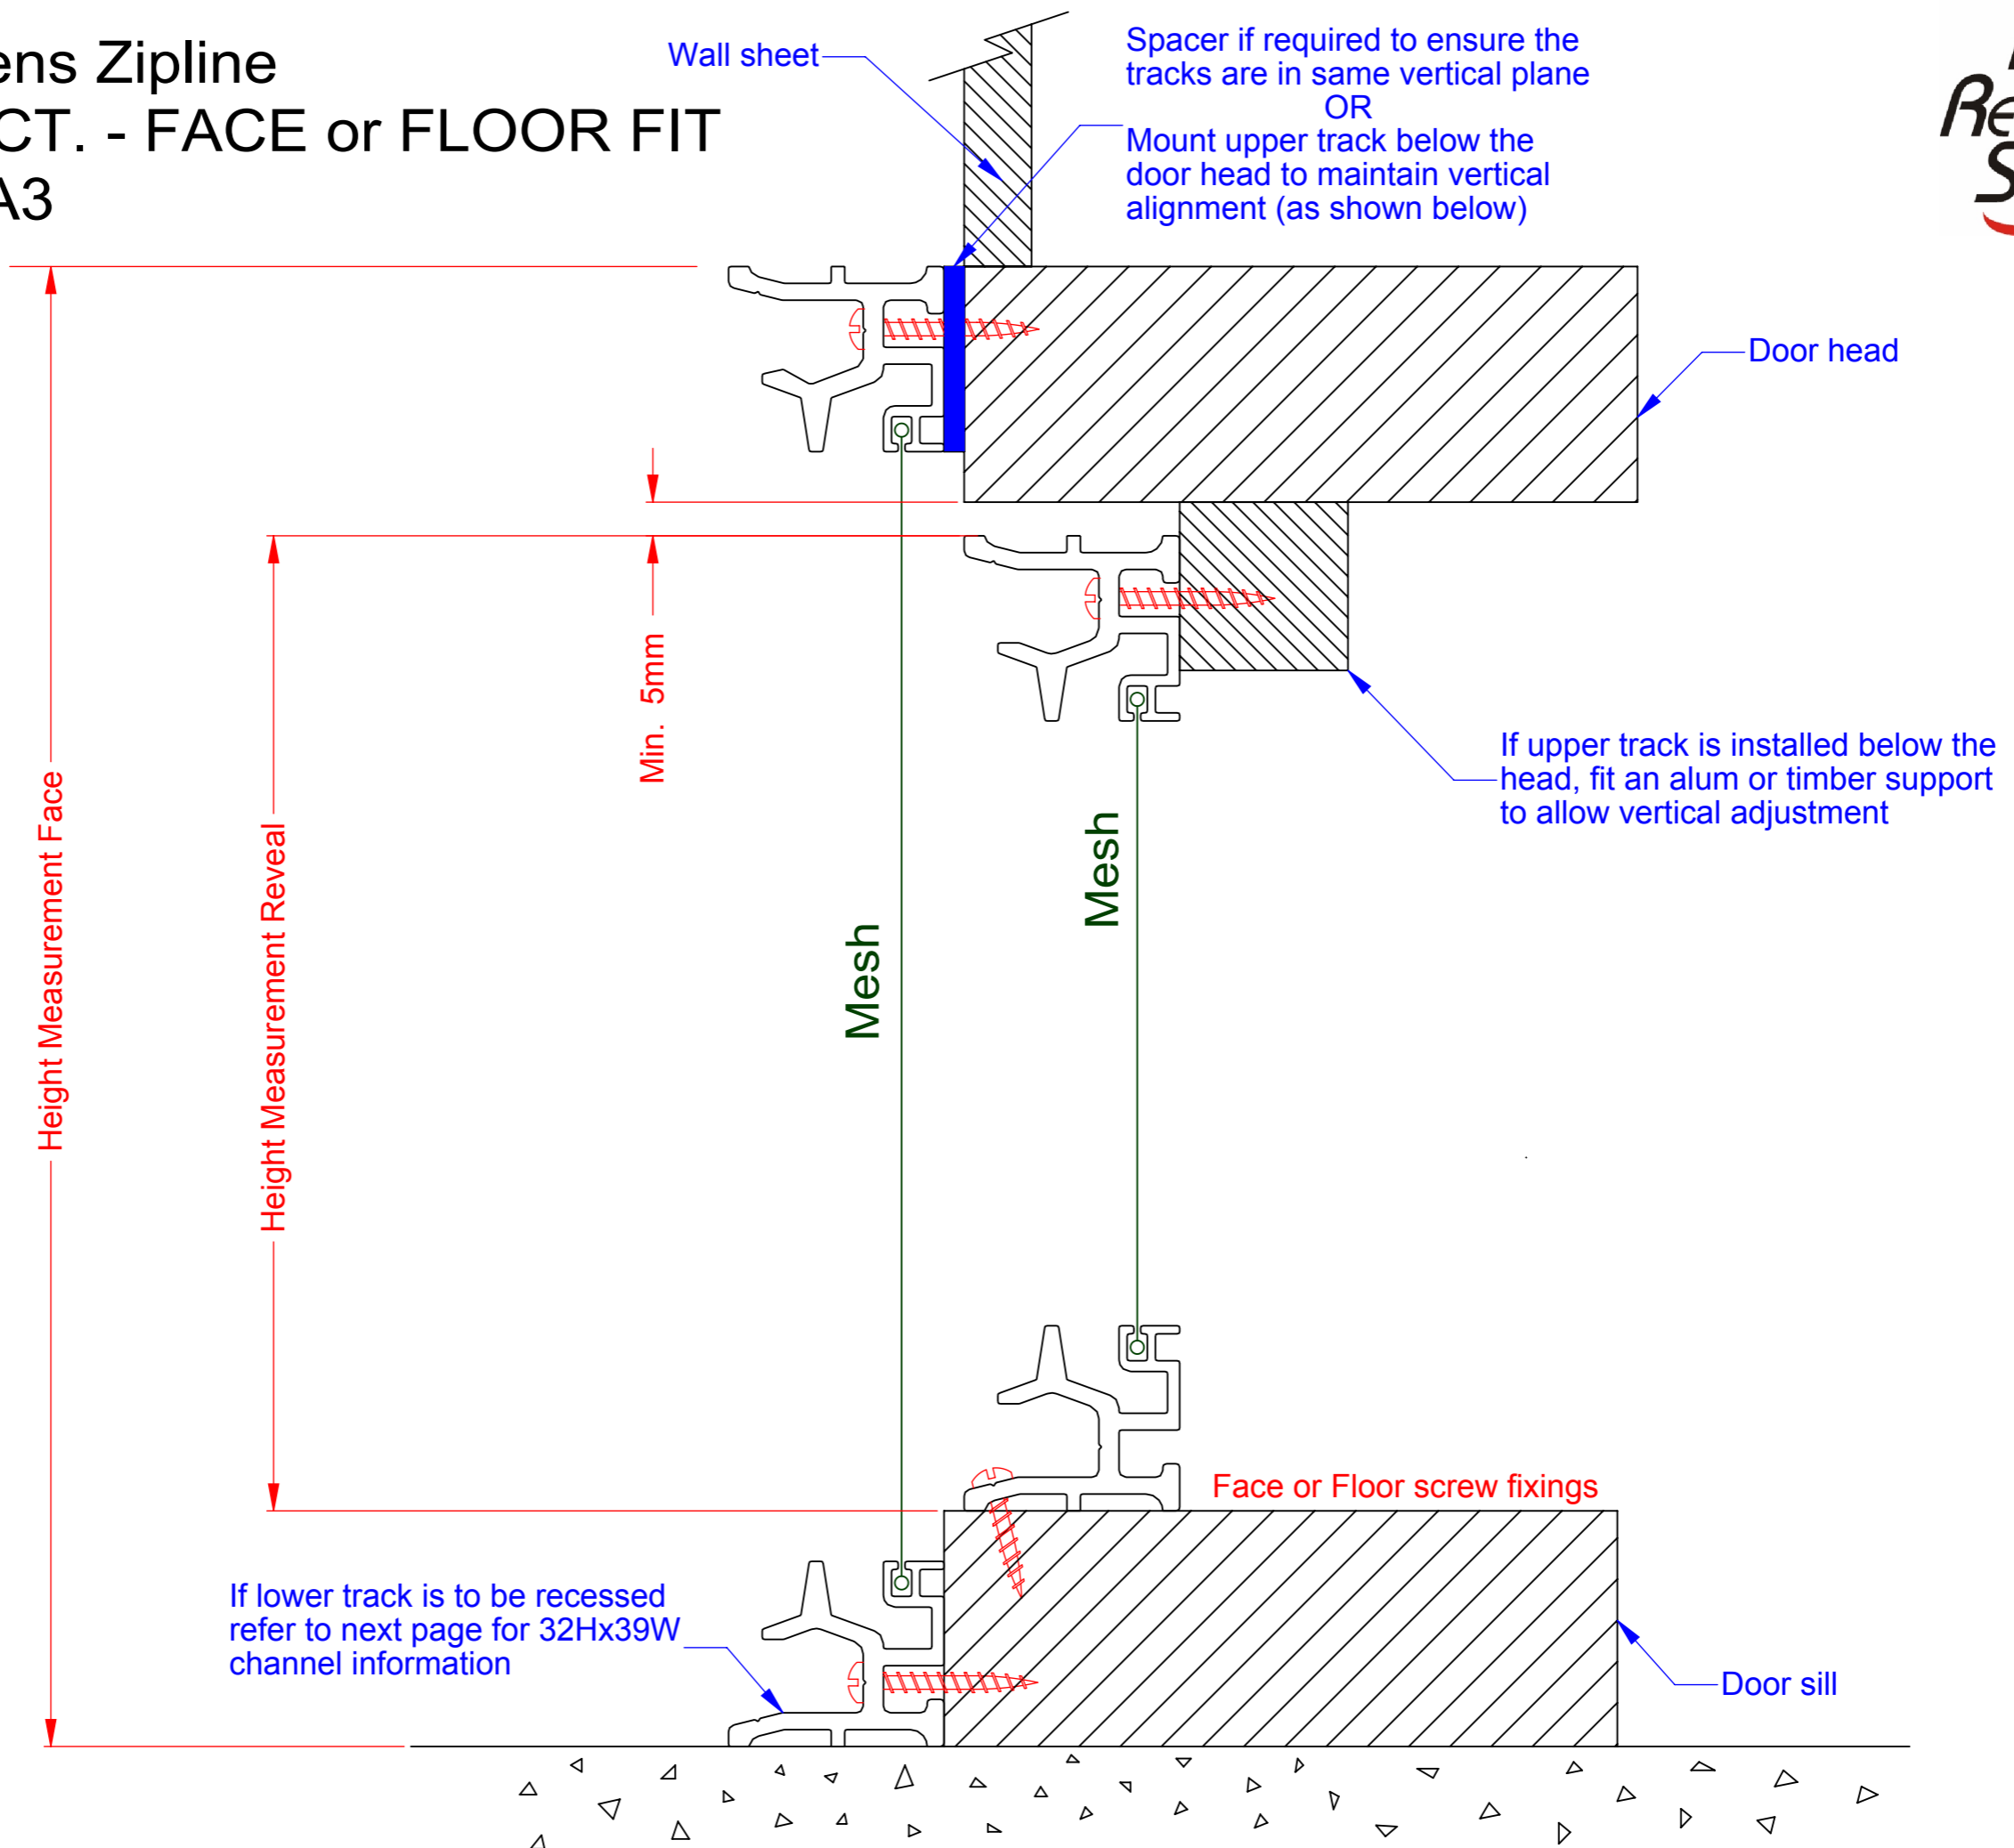 Zipline
- FACE or FLOOR FIT
A3
Wall sheet
Spacer if required to ensure the
tracks are in same vertical plane
OR
Mount upper track below the
door head to maintain vertical
alignment (as shown below)
Door head
Min. 5mm
Height Measurement Face
Height Measurement Reveal
If upper track is installed below the
head, fit an alum or timber support
to allow vertical adjustment
Mesh
Mesh
Face or Floor screw fixings
If lower track is to be recessed
refer to next page for 32Hx39W
channel information
Door sill